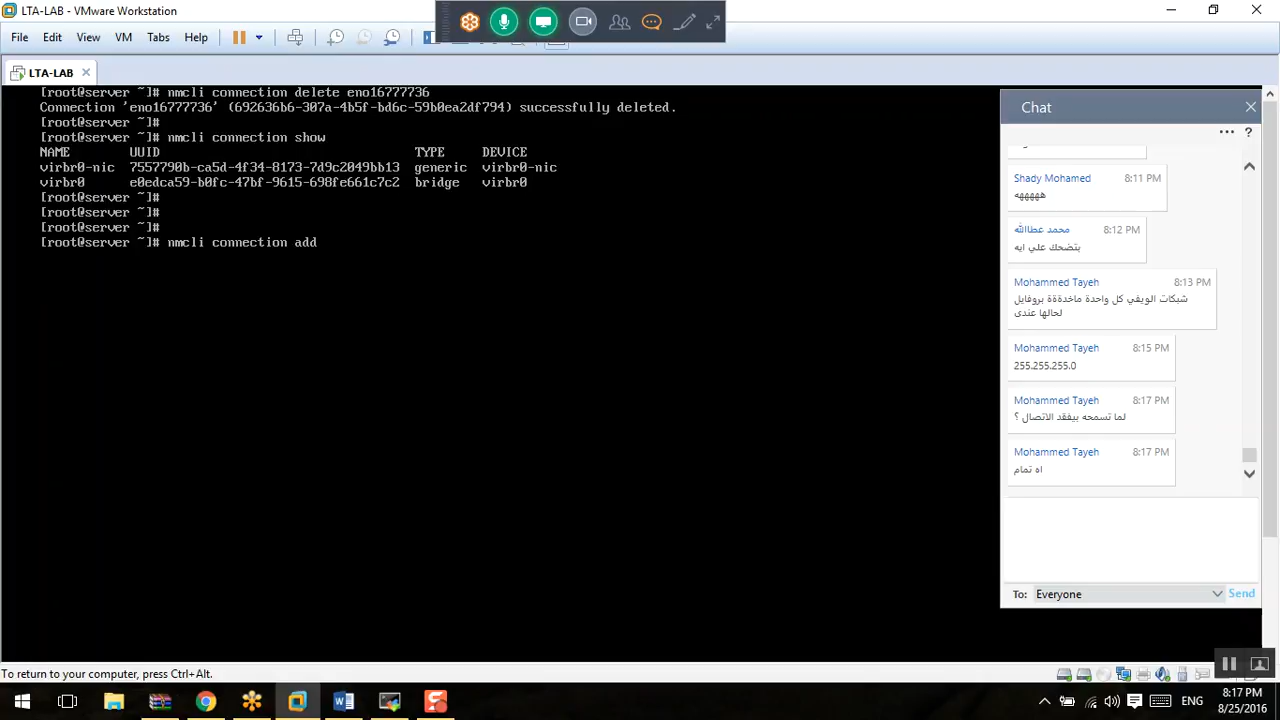 LTA-LAB - VMware Workstation
File Edit View VM Tabs Help
LTA-LAB
[root@server ~]# nmcli connection delete eno16777736
Connection 'eno16777736' (692636b6-307a-4b5f-bd6c-59b0ea2df794) successfully deleted.
[root@server ~]#
[root@server ~]# nmcli connection show
NAME UUID TYPE DEVICE
virbr0-nic 7557790b-ca5d-4f34-8173-7d9c2049bb13 generic virbr0-nic
virbr0 e0edca59-b0fc-47bf-9615-698fe661c7c2 bridge virbr0
[root@server ~]#
[root@server ~]#
[root@server ~]#
[root@server ~]# nmcli connection add
Chat
Shady Mohamed 8:11 PM
هههههه
محمد عطاالله 8:12 PM
بتضحك علي ايه
Mohammed Tayeh 8:13 PM
شبكات الويفي كل واحدة ماخدةةة بروفايل
لحالها عندى
Mohammed Tayeh 8:15 PM
255.255.255.0
Mohammed Tayeh 8:17 PM
لما تسمحه بيفقد الاتصال ؟
Mohammed Tayeh 8:17 PM
اه تمام
To: Everyone Send
To return to your computer, press Ctrl+Alt.
ENG
8:17 PM
8/25/2016